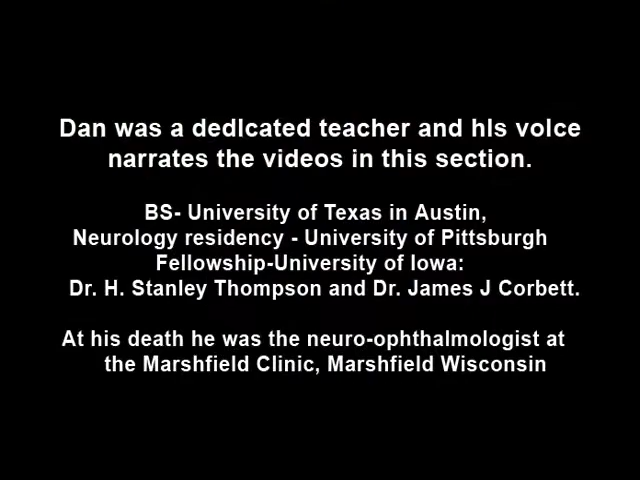 Dan was a dedicated teacher and his voice
narrates the videos in this section.
BS- University of Texas in Austin,
Neurology residency - University of Pittsburgh
Fellowship-University of Iowa:
Dr. H. Stanley Thompson and Dr. James J Corbett.
At his death he was the neuro-ophthalmologist at
the Marshfield Clinic, Marshfield Wisconsin